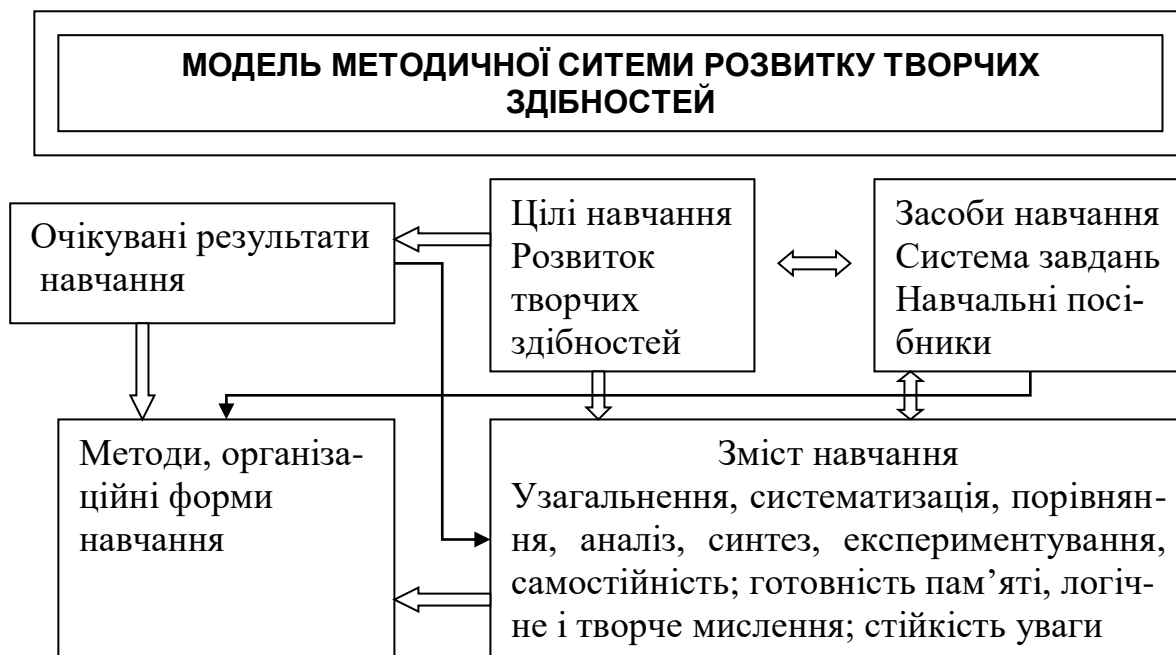 МОДЕЛЬ МЕТОДИЧНОЇ СИТЕМИ РОЗВИТКУ ТВОРЧИХ
ЗДІБНОСТЕЙ
Очікувані результати
навчання
Цілі навчання
Розвиток
творчих
здібностей
Засоби навчання
Система завдань
Навчальні посі-
бники
Методи, організа-
ційні форми
навчання
Зміст навчання
Узагальнення, систематизація, порівнян-
ня, аналіз, синтез, експериментування,
самостійність; готовність пам’яті, логіч-
не і творче мислення; стійкість уваги